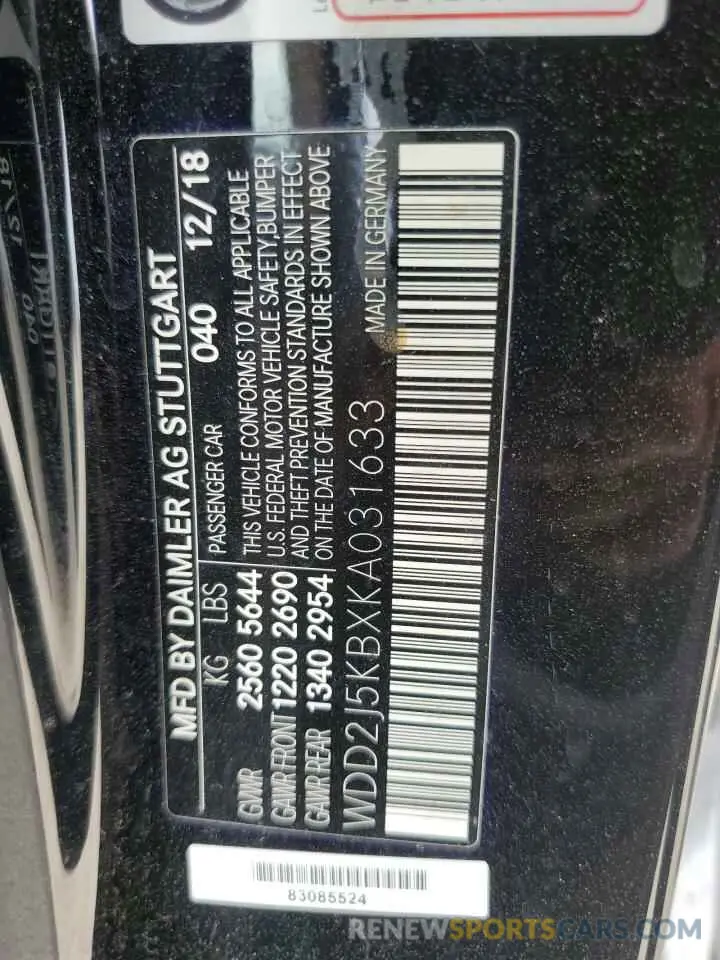 MFD BY DAIMLER AG STUTTGART
040 12/18
KG LBS PASSENGER CAR
GVWR 2560 5644 THIS VEHICLE CONFORMS TO ALL APPLICABLE
GAWR FRONT 1220 2690 U.S. FEDERAL MOTOR VEHICLE SAFETY, BUMPER
GAWR REAR 1340 2954 AND THEFT PREVENTION STANDARDS IN EFFECT
ON THE DATE OF MANUFACTURE SHOWN ABOVE
WDD2J5KBXKA031633 MADE IN GERMANY
83085524
RENEWSPORTSCARS.COM